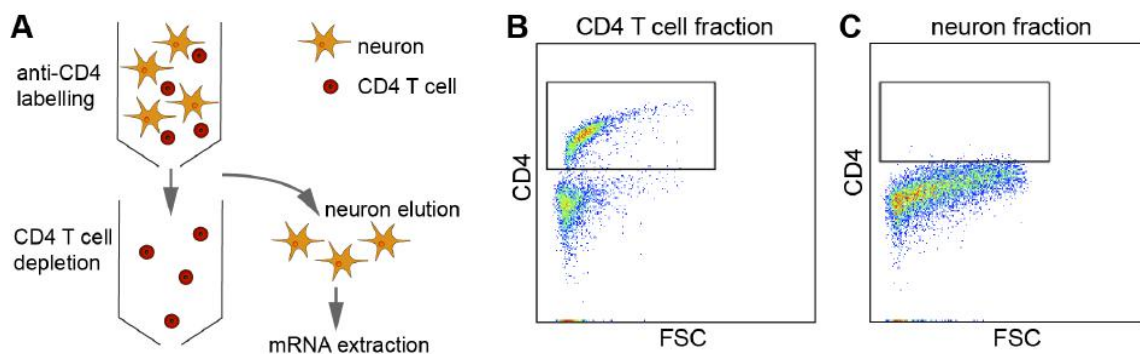 A
anti-CD4
labelling
neuron
CD4 T cell
CD4 T cell
depletion
neuron elution
mRNA extraction
B
CD4 T cell fraction
CD4
FSC
C
neuron fraction
CD4
FSC